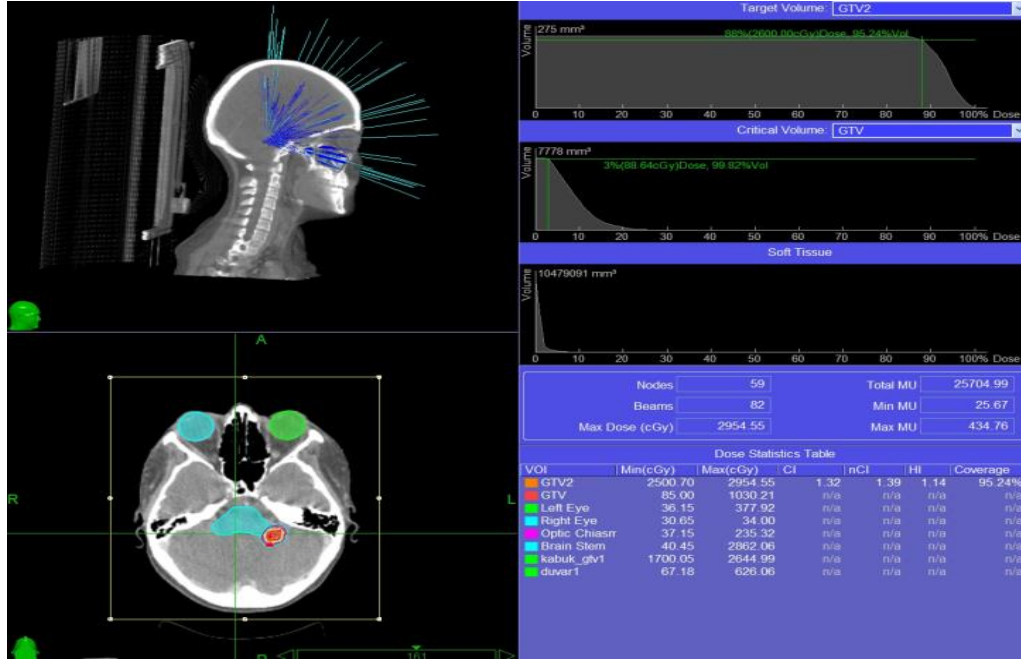 Target Volume: GTV2
Volume
275 mm³
88%(2600.00cGy)Dose, 95.24%Vol
0 10 20 30 40 50 60 70 80 90 100% Dose
Critical Volume: GTV
Volume
7778 mm³
3%(88.64cGy)Dose, 99.82%Vol
0 10 20 30 40 50 60 70 80 90 100% Dose
Soft Tissue
Volume
10479091 mm³
0 10 20 30 40 50 60 70 80 90 100% Dose
Nodes 59 Total MU 25704.99
Beams 82 Min MU 25.67
Max Dose (cGy) 2954.55 Max MU 434.76
Dose Statistics Table
VOI Min(cGy) Max(cGy) CI nCI HI Coverage
GTV2 2500.70 2954.55 1.32 1.39 1.14 95.24%
GTV 85.00 1030.21 n/a n/a n/a n/a
Left Eye 36.15 377.92 n/a n/a n/a n/a
Right Eye 30.65 34.00 n/a n/a n/a n/a
Optic Chiasm 37.15 235.32 n/a n/a n/a n/a
Brain Stem 40.45 2862.06 n/a n/a n/a n/a
kabuk_gtv1 1700.05 2644.99 n/a n/a n/a n/a
duvar1 67.18 626.06 n/a n/a n/a n/a
A
R
L
161